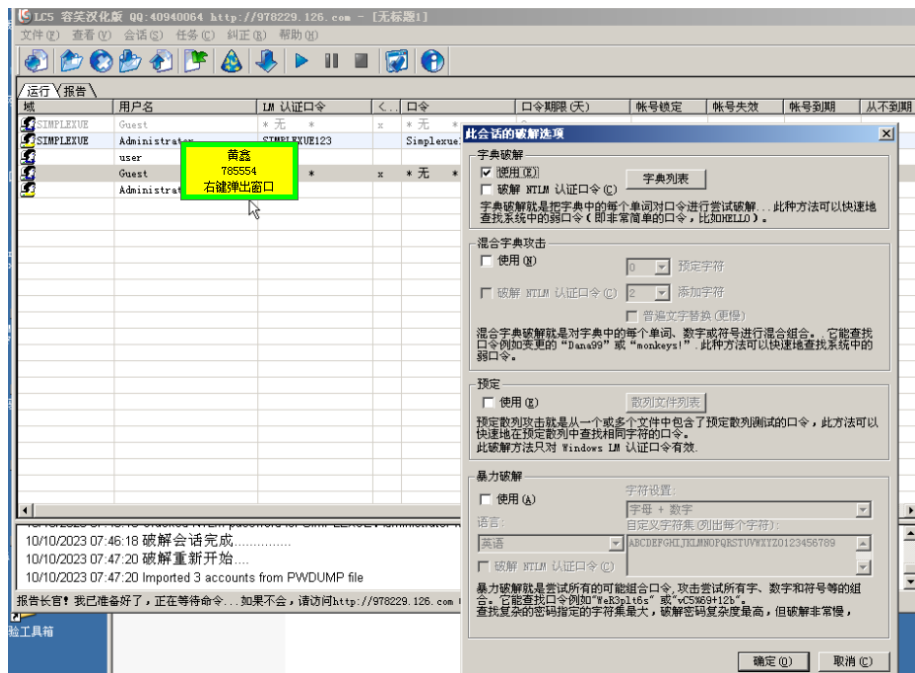 LC5 容笑汉化版 QQ:40940064 http://978229.126.com - [无标题1]
文件(F) 查看(V) 会话(S) 任务(C) 纠正(R) 帮助(H)
运行 报告
域 用户名 LM 认证口令 <.. 口令 口令期限(天) 帐号锁定 帐号失效 帐号到期 从不到期
SIMPLEXUE Guest * 无 * x * 无 *
SIMPLEXUE Administrator SIMPLEXUE123 Simplexue
user
Guest * x * 无 *
Administrat
黄鑫
785554
右键弹出窗口
此会话的破解选项
字典破解
使用(E)
破解 NTLM 认证口令(C)
字典列表
字典破解就是把字典中的每个单词对口令进行尝试破解...此种方法可以快速地
查找系统中的弱口令(即非常简单的口令,比如HELLO)。
混合字典攻击
使用(N)
0 预定字符
破解 NTLM 认证口令(C) 2 添加字符
普遍文字替换(更慢)
混合字典破解就是对字典中的每个单词、数字或符号进行混合组合。.它能查找
口令例如变更的“Dana99”或“monkeys!”.此种方法可以快速地查找系统中的
弱口令。
预定
使用(E)
散列文件列表
预定散列攻击就是从一个或多个文件中包含了预定散列测试的口令,此方法可以
快速地在预定散列中查找相同字符的口令。
此破解方法只对 Windows LM 认证口令有效.
暴力破解
使用(A)
字符设置:
字母 + 数字
语言:
自定义字符集(列出每个字符):
英语
ABCDEFGHIJKLMNOPQRSTUVWXYZ0123456789
破解 NTLM 认证口令(C)
暴力破解就是尝试所有的可能组合口令,攻击尝试所有字、数字和符号等的组
合。它能查找口令例如“WeR3plt6s”或“vC5%69+12b”。
查找复杂的密码指定的字符集最大,破解密码复杂度最高,但破解非常慢,
确定(O) 取消(C)
10/10/2023 07:46:18 破解会话完成...............
10/10/2023 07:47:20 破解重新开始....
10/10/2023 07:47:20 Imported 3 accounts from PWDUMP file
报告长官!我已准备好了,正在等待命令...如果不会,请访问http://978229.126.com
验工具箱